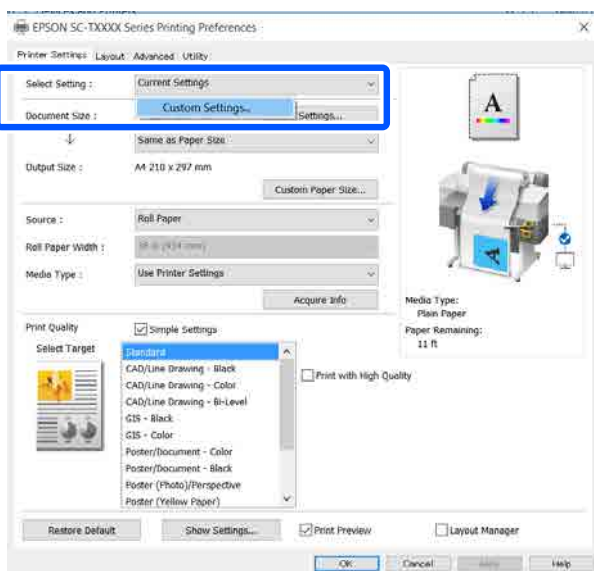 EPSON SC-TXXXX Series Printing Preferences
Printer Settings Layout Advanced Utility
Select Setting : Current Settings
Custom Settings...
Document Size : Settings...
Same as Paper Size
Output Size : A4 210 x 297 mm
Custom Paper Size...
Source : Roll Paper
Roll Paper Width :
Media Type : Use Printer Settings
Acquire Info
Print Quality Simple Settings
Select Target
Standard
CAD/Line Drawing - Black
CAD/Line Drawing - Color
CAD/Line Drawing - Bi-Level
GIS - Black
GIS - Color
Poster/Document - Color
Poster/Document - Black
Poster (Photo)/Perspective
Poster (Yellow Paper)
Print with High Quality
A
Media Type:
Plain Paper
Paper Remaining:
11 ft
Restore Default Show Settings... Print Preview Layout Manager
OK Cancel Apply Help